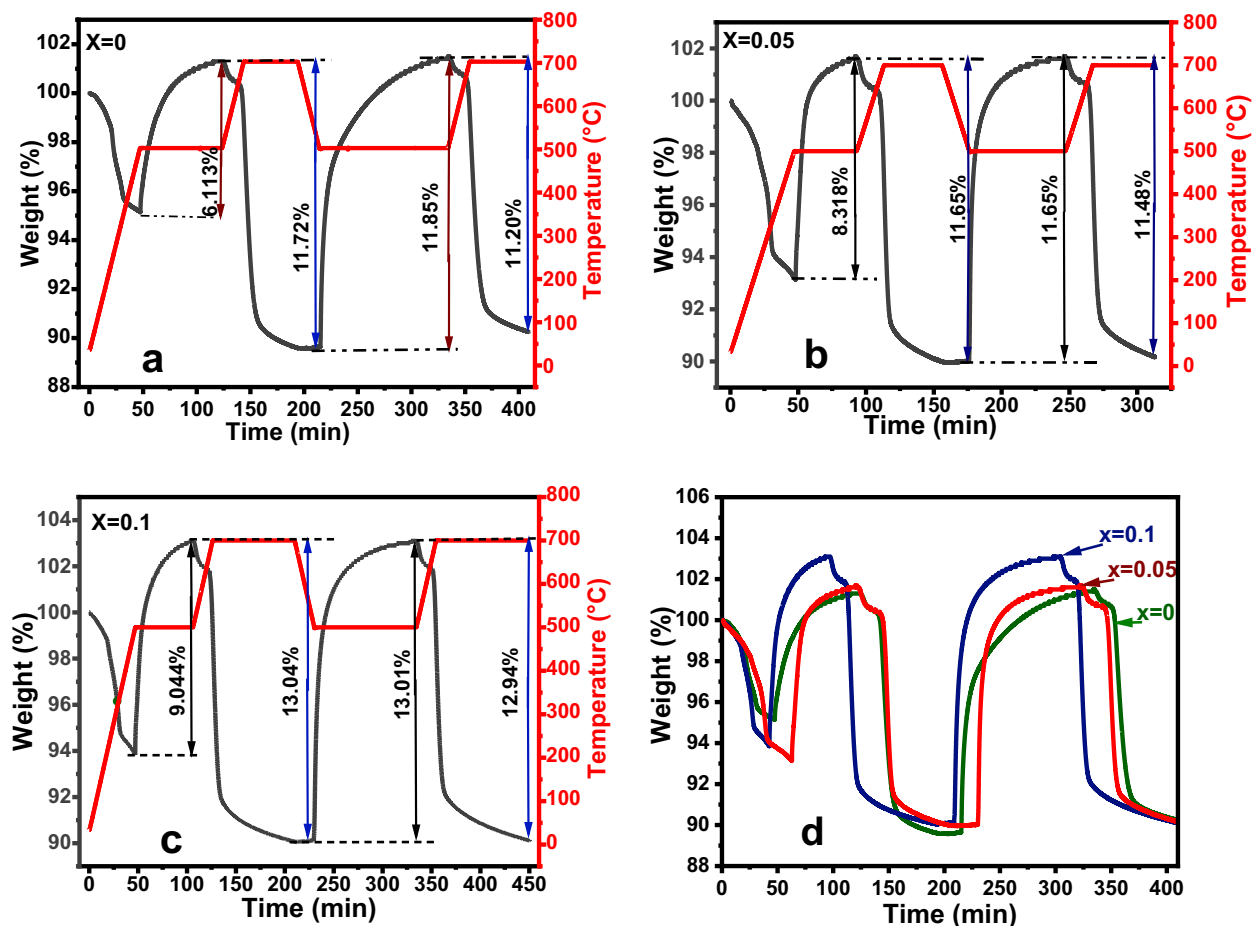 X=0
Weight (%)
102
100
98
96
94
92
90
88
800
700
600
500
400
300
200
100
0
Temperature (°C)
6.113%
11.72%
11.85%
11.20%
a
0 50 100 150 200 250 300 350 400
Time (min)
X=0.05
Weight (%)
102
100
98
96
94
92
90
800
700
600
500
400
300
200
100
0
Temperature (°C)
8.318%
11.65%
11.65%
11.48%
b
0 50 100 150 200 250 300
Time (min)
X=0.1
Weight (%)
104
102
100
98
96
94
92
90
800
700
600
500
400
300
200
100
0
Temperature (°C)
9.044%
13.04%
13.01%
12.94%
c
0 50 100 150 200 250 300 350 400 450
Time (min)
Weight (%)
106
104
102
100
98
96
94
92
90
88
x=0.1
x=0.05
x=0
d
0 50 100 150 200 250 300 350 400
Time (min)